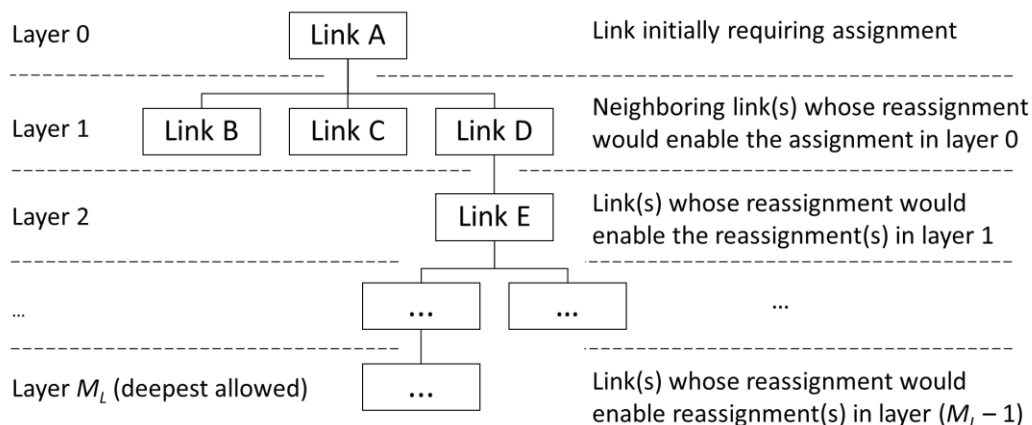 Layer 0
Link A
Link initially requiring assignment
Layer 1
Link B
Link C
Link D
Neighboring link(s) whose reassignment
would enable the assignment in layer 0
Layer 2
Link E
Link(s) whose reassignment would
enable the reassignment(s) in layer 1
...
...
...
...
Layer M_L (deepest allowed)
...
Link(s) whose reassignment would
enable reassignment(s) in layer (M_L – 1)